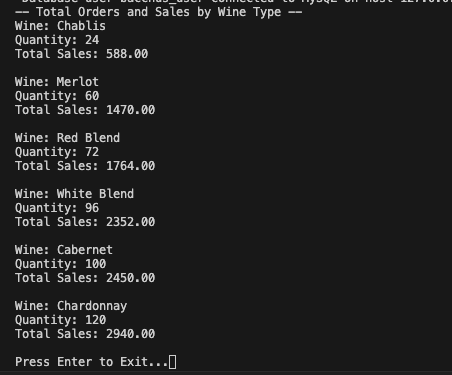 Database user bacchus_user connected to MySQL on host 127.0.0.
-- Total Orders and Sales by Wine Type --
Wine: Chablis
Quantity: 24
Total Sales: 588.00
Wine: Merlot
Quantity: 60
Total Sales: 1470.00
Wine: Red Blend
Quantity: 72
Total Sales: 1764.00
Wine: White Blend
Quantity: 96
Total Sales: 2352.00
Wine: Cabernet
Quantity: 100
Total Sales: 2450.00
Wine: Chardonnay
Quantity: 120
Total Sales: 2940.00
Press Enter to Exit...